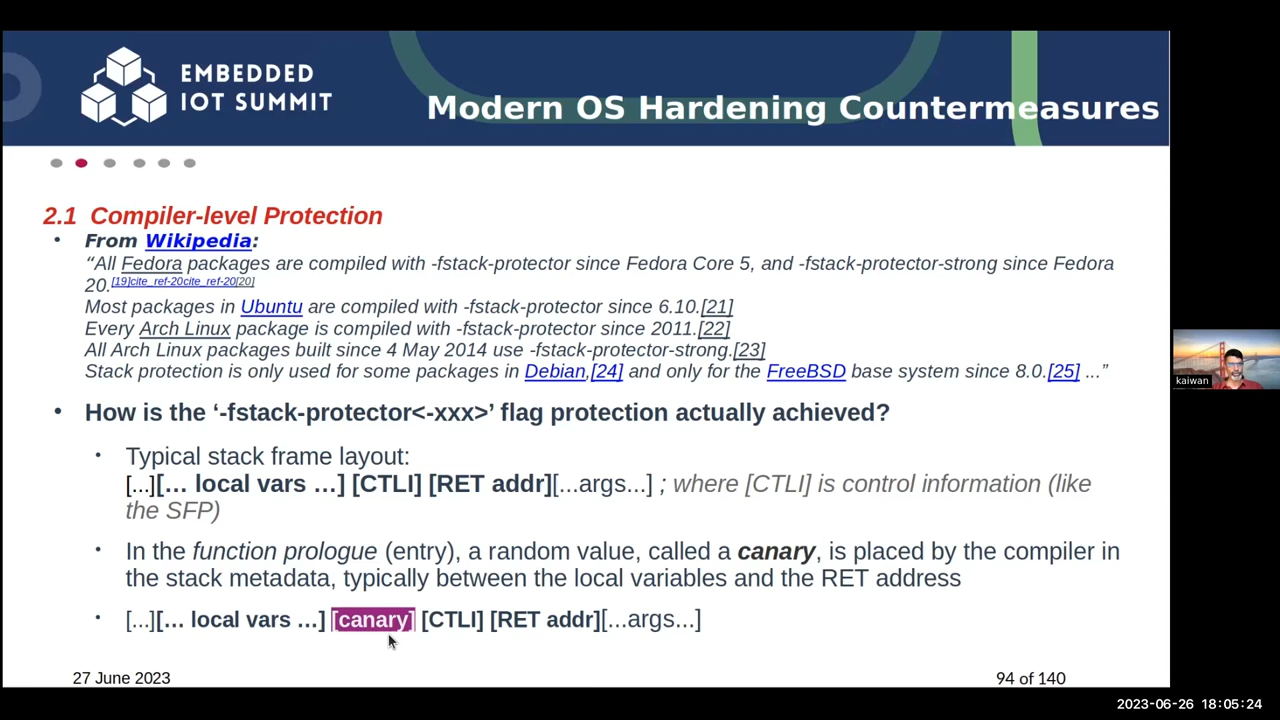 EMBEDDED
IOT SUMMIT
Modern OS Hardening Countermeasures
2.1 Compiler-level Protection
• From Wikipedia:
“All Fedora packages are compiled with -fstack-protector since Fedora Core 5, and -fstack-protector-strong since Fedora
20.[19]cite_ref-20cite_ref-20[20]
Most packages in Ubuntu are compiled with -fstack-protector since 6.10.[21]
Every Arch Linux package is compiled with -fstack-protector since 2011.[22]
All Arch Linux packages built since 4 May 2014 use -fstack-protector-strong.[23]
Stack protection is only used for some packages in Debian,[24] and only for the FreeBSD base system since 8.0.[25] ...”
• How is the ‘-fstack-protector<-xxx>’ flag protection actually achieved?
• Typical stack frame layout:
[...][… local vars …] [CTLI] [RET addr][...args...] ; where [CTLI] is control information (like
the SFP)
• In the function prologue (entry), a random value, called a canary, is placed by the compiler in
the stack metadata, typically between the local variables and the RET address
• [...][… local vars …] [canary] [CTLI] [RET addr][...args...]
27 June 2023
94 of 140
kaiwan
2023-06-26 18:05:24